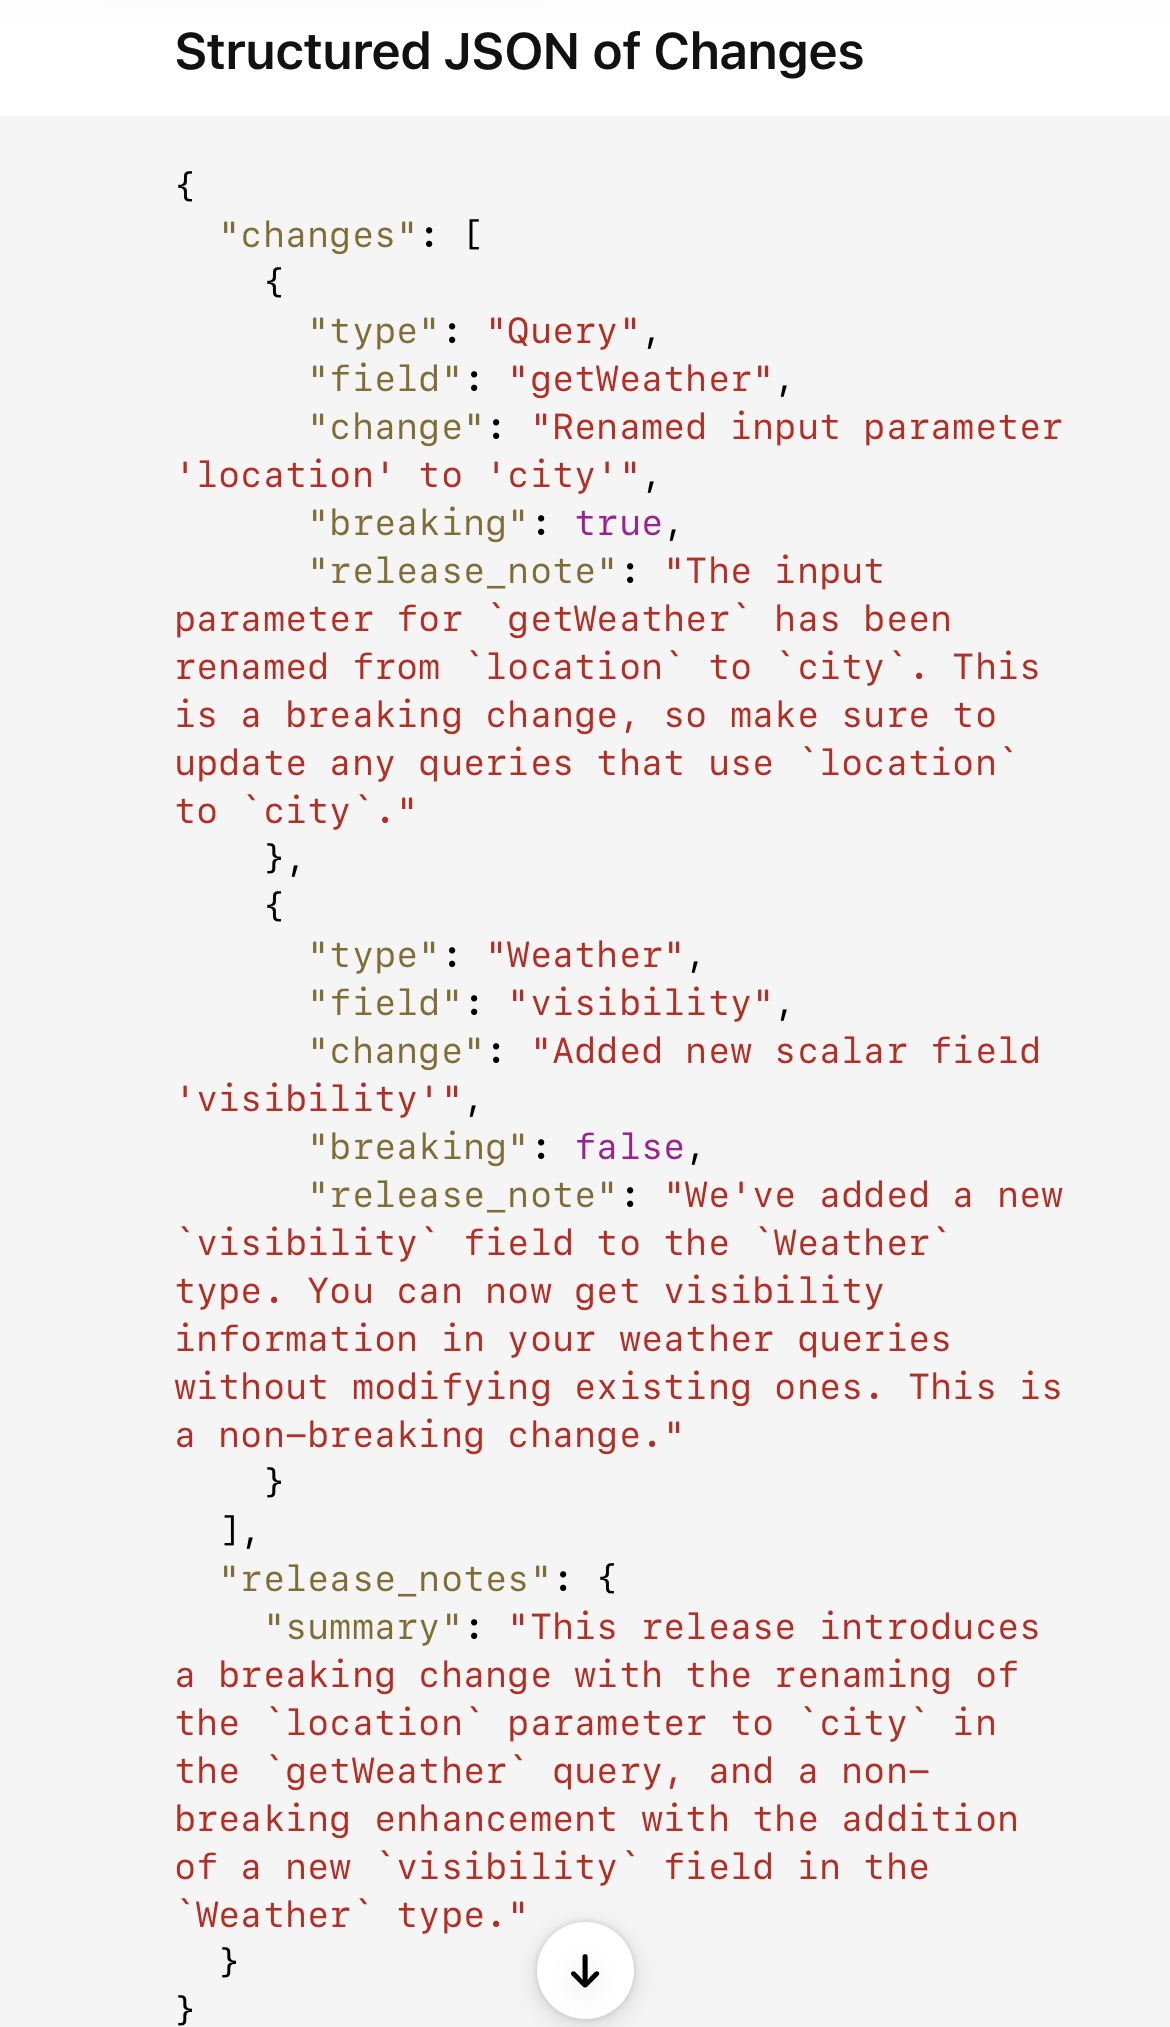 Structured JSON of Changes
{
  "changes": [
    {
      "type": "Query",
      "field": "getWeather",
      "change": "Renamed input parameter
'location' to 'city'",
      "breaking": true,
      "release_note": "The input
parameter for `getWeather` has been
renamed from `location` to `city`. This
is a breaking change, so make sure to
update any queries that use `location`
to `city`."
    },
    {
      "type": "Weather",
      "field": "visibility",
      "change": "Added new scalar field
'visibility'",
      "breaking": false,
      "release_note": "We've added a new
`visibility` field to the `Weather`
type. You can now get visibility
information in your weather queries
without modifying existing ones. This is
a non-breaking change."
    }
  ],
  "release_notes": {
    "summary": "This release introduces
a breaking change with the renaming of
the `location` parameter to `city` in
the `getWeather` query, and a non-
breaking enhancement with the addition
of a new `visibility` field in the
`Weather` type."
  }
}